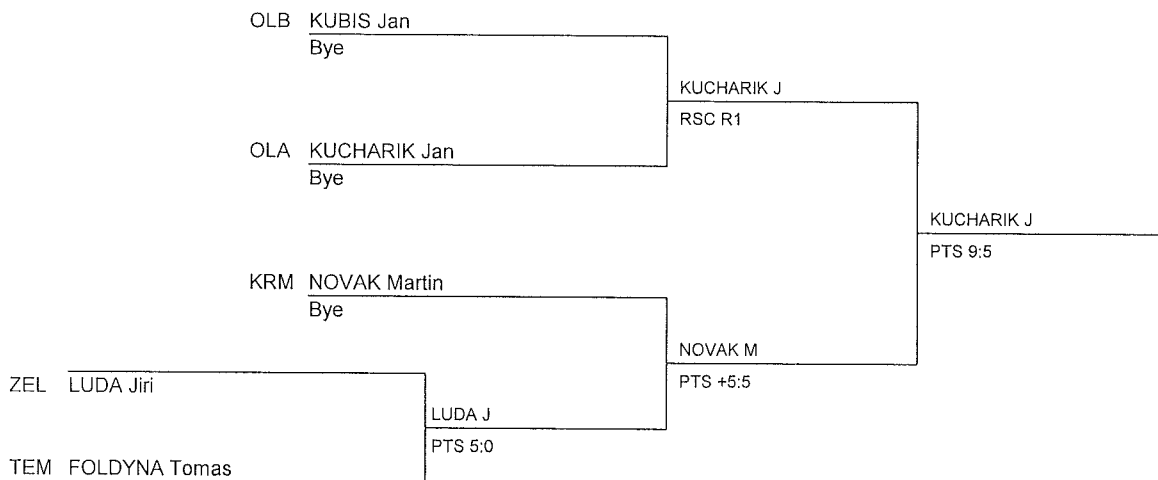 OLB KUBIS Jan
Bye
KUCHARIK J
RSC R1
OLA KUCHARIK Jan
Bye
KUCHARIK J
PTS 9:5
KRM NOVAK Martin
Bye
NOVAK M
PTS +5:5
ZEL LUDA Jiri
LUDA J
PTS 5:0
TEM FOLDYNA Tomas